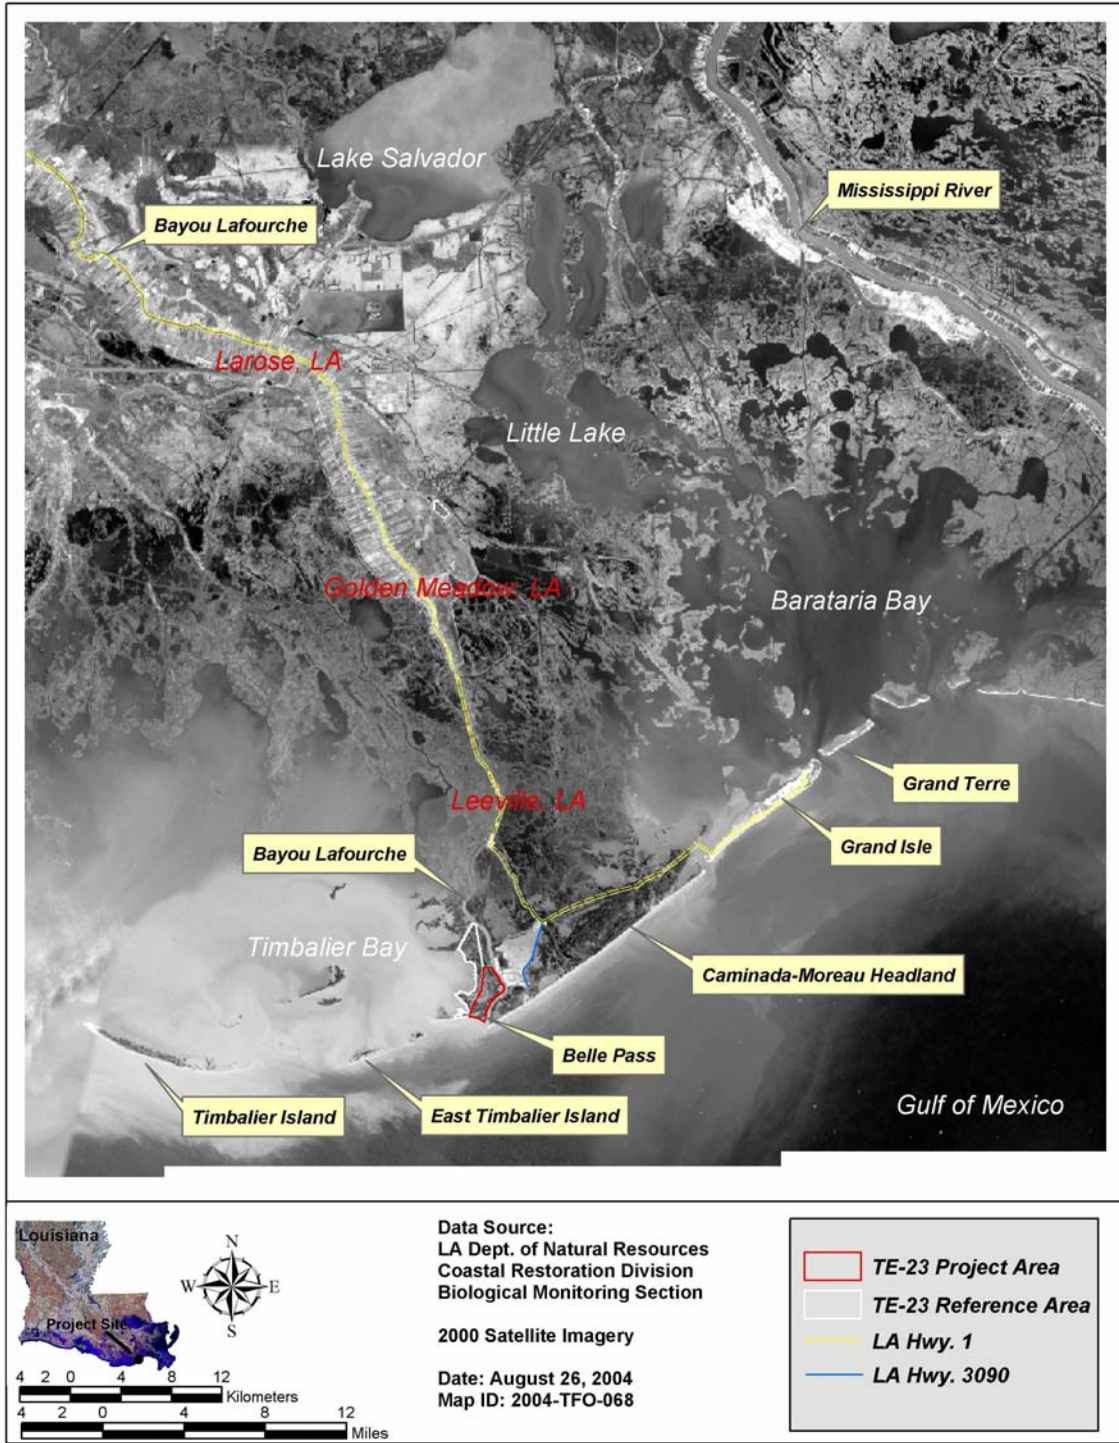 Lake Salvador
Mississippi River
Bayou Lafourche
Larose, LA
Little Lake
Golden Meadow, LA
Barataria Bay
Grand Terre
Leeville, LA
Grand Isle
Bayou Lafourche
Timbalier Bay
Caminada-Moreau Headland
Belle Pass
Timbalier Island
East Timbalier Island
Gulf of Mexico
Louisiana
Project Site
N
W E
S
4 2 0 4 8 12
Kilometers
4 2 0 4 8 12
Miles
Data Source:
LA Dept. of Natural Resources
Coastal Restoration Division
Biological Monitoring Section
2000 Satellite Imagery
Date: August 26, 2004
Map ID: 2004-TFO-068
TE-23 Project Area
TE-23 Reference Area
LA Hwy. 1
LA Hwy. 3090